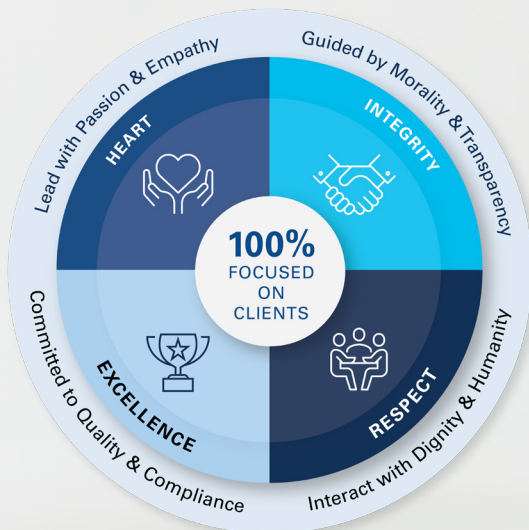 Lead with Passion & Empathy
Guided by Morality & Transparency
HEART
INTEGRITY
100%
FOCUSED
ON
CLIENTS
EXCELLENCE
RESPECT
Committed to Quality & Compliance
Interact with Dignity & Humanity